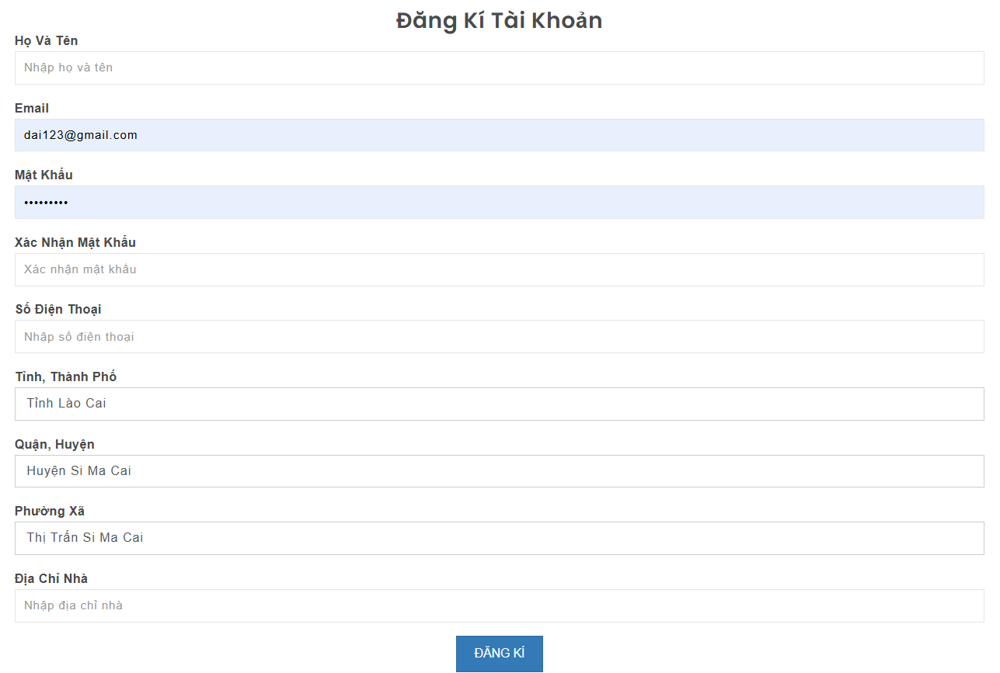 Đăng Kí Tài Khoản
Họ Và Tên
Nhập họ và tên
Email
dai123@gmail.com
Mật Khẩu
•••••••••
Xác Nhận Mật Khẩu
Xác nhận mật khẩu
Số Điện Thoại
Nhập số điện thoại
Tỉnh, Thành Phố
Tỉnh Lào Cai
Quận, Huyện
Huyện Si Ma Cai
Phường Xã
Thị Trấn Si Ma Cai
Địa Chỉ Nhà
Nhập địa chỉ nhà
ĐĂNG KÍ